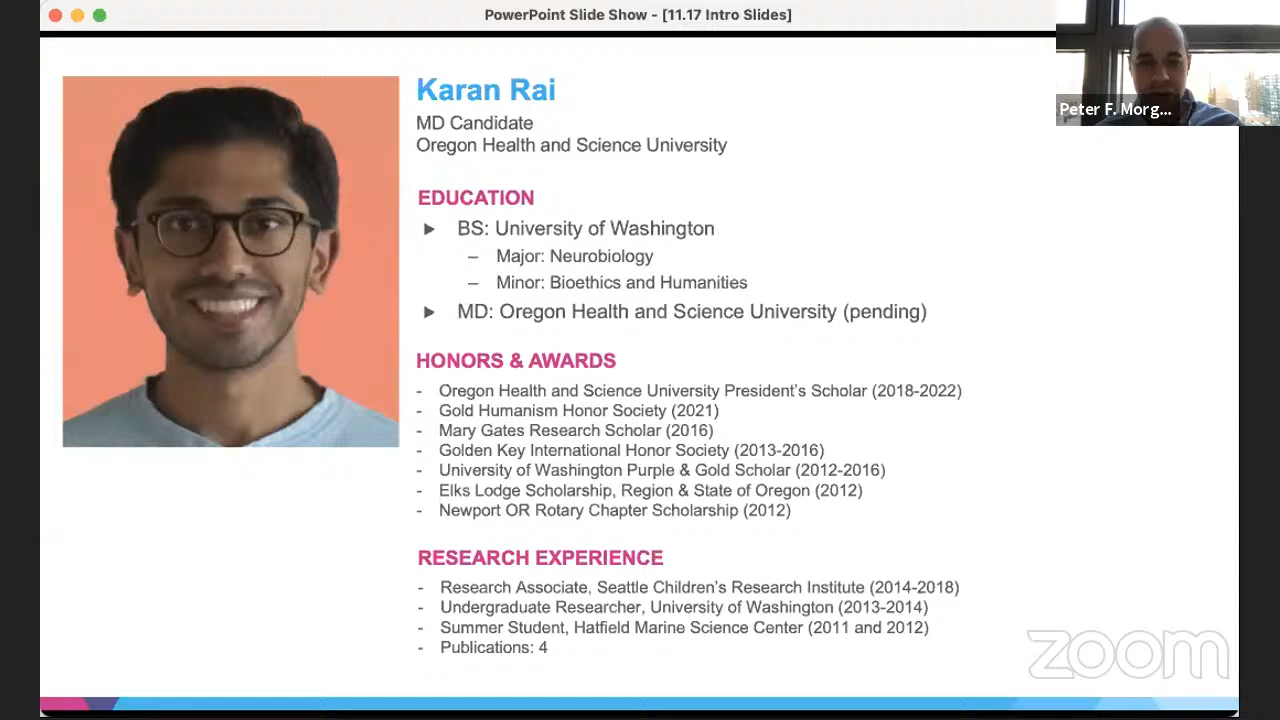 PowerPoint Slide Show - [11.17 Intro Slides]
Peter F. Morg...
Karan Rai
MD Candidate
Oregon Health and Science University
EDUCATION
► BS: University of Washington
– Major: Neurobiology
– Minor: Bioethics and Humanities
► MD: Oregon Health and Science University (pending)
HONORS & AWARDS
- Oregon Health and Science University President's Scholar (2018-2022)
- Gold Humanism Honor Society (2021)
- Mary Gates Research Scholar (2016)
- Golden Key International Honor Society (2013-2016)
- University of Washington Purple & Gold Scholar (2012-2016)
- Elks Lodge Scholarship, Region & State of Oregon (2012)
- Newport OR Rotary Chapter Scholarship (2012)
RESEARCH EXPERIENCE
- Research Associate, Seattle Children's Research Institute (2014-2018)
- Undergraduate Researcher, University of Washington (2013-2014)
- Summer Student, Hatfield Marine Science Center (2011 and 2012)
- Publications: 4
zoom